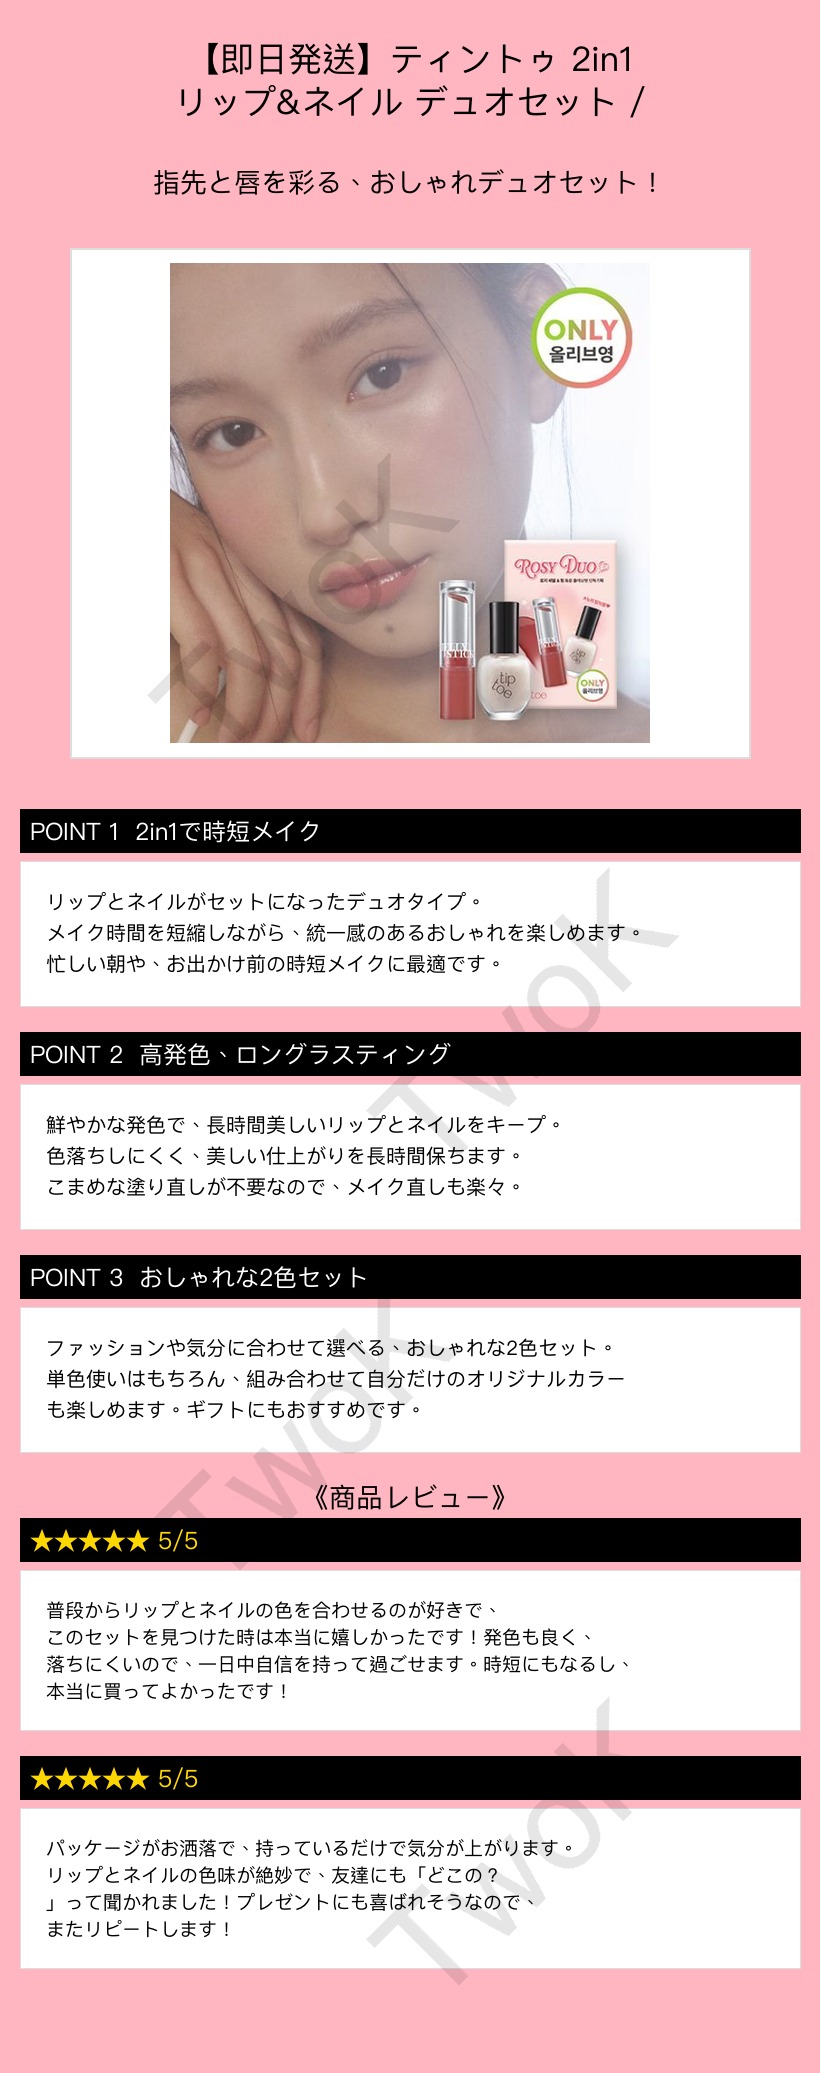 【即日発送】ティントゥ 2in1
リップ&ネイル デュオセット /
指先と唇を彩る、おしゃれデュオセット！
ONLY
올리브영
ROSY DUO
tip
toe
ONLY
올리브영
toe
TwoK
POINT 1 2in1で時短メイク
リップとネイルがセットになったデュオタイプ。
メイク時間を短縮しながら、統一感のあるおしゃれを楽しめます。
忙しい朝や、お出かけ前の時短メイクに最適です。
TwoK
POINT 2 高発色、ロングラスティング
鮮やかな発色で、長時間美しいリップとネイルをキープ。
色落ちしにくく、美しい仕上がりを長時間保ちます。
こまめな塗り直しが不要なので、メイク直しも楽々。
POINT 3 おしゃれな2色セット
ファッションや気分に合わせて選べる、おしゃれな2色セット。
単色使いはもちろん、組み合わせて自分だけのオリジナルカラー
も楽しめます。ギフトにもおすすめです。
TwoK
《商品レビュー》
★★★★★ 5/5
普段からリップとネイルの色を合わせるのが好きで、
このセットを見つけた時は本当に嬉しかったです！発色も良く、
落ちにくいので、一日中自信を持って過ごせます。時短にもなるし、
本当に買ってよかったです！
★★★★★ 5/5
パッケージがお洒落で、持っているだけで気分が上がります。
リップとネイルの色味が絶妙で、友達にも「どこの？
」って聞かれました！プレゼントにも喜ばれそうなので、
またリピートします！
TwoK